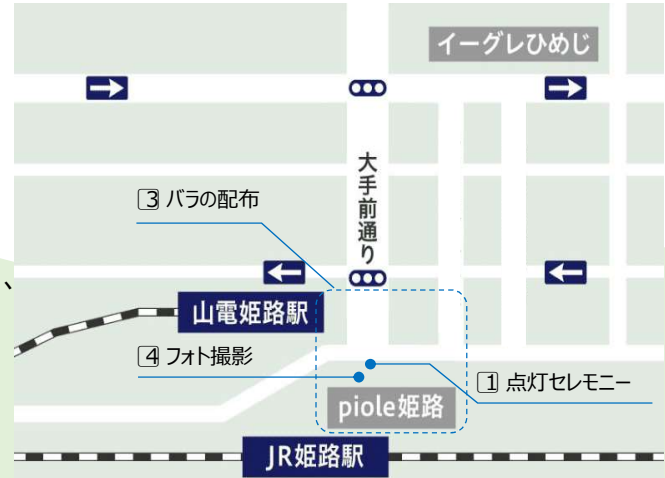 イーグレひめじ
大手前通り
3 バラの配布
、
山電姫路駅
4 フォト撮影
1 点灯セレモニー
piole姫路
JR姫路駅